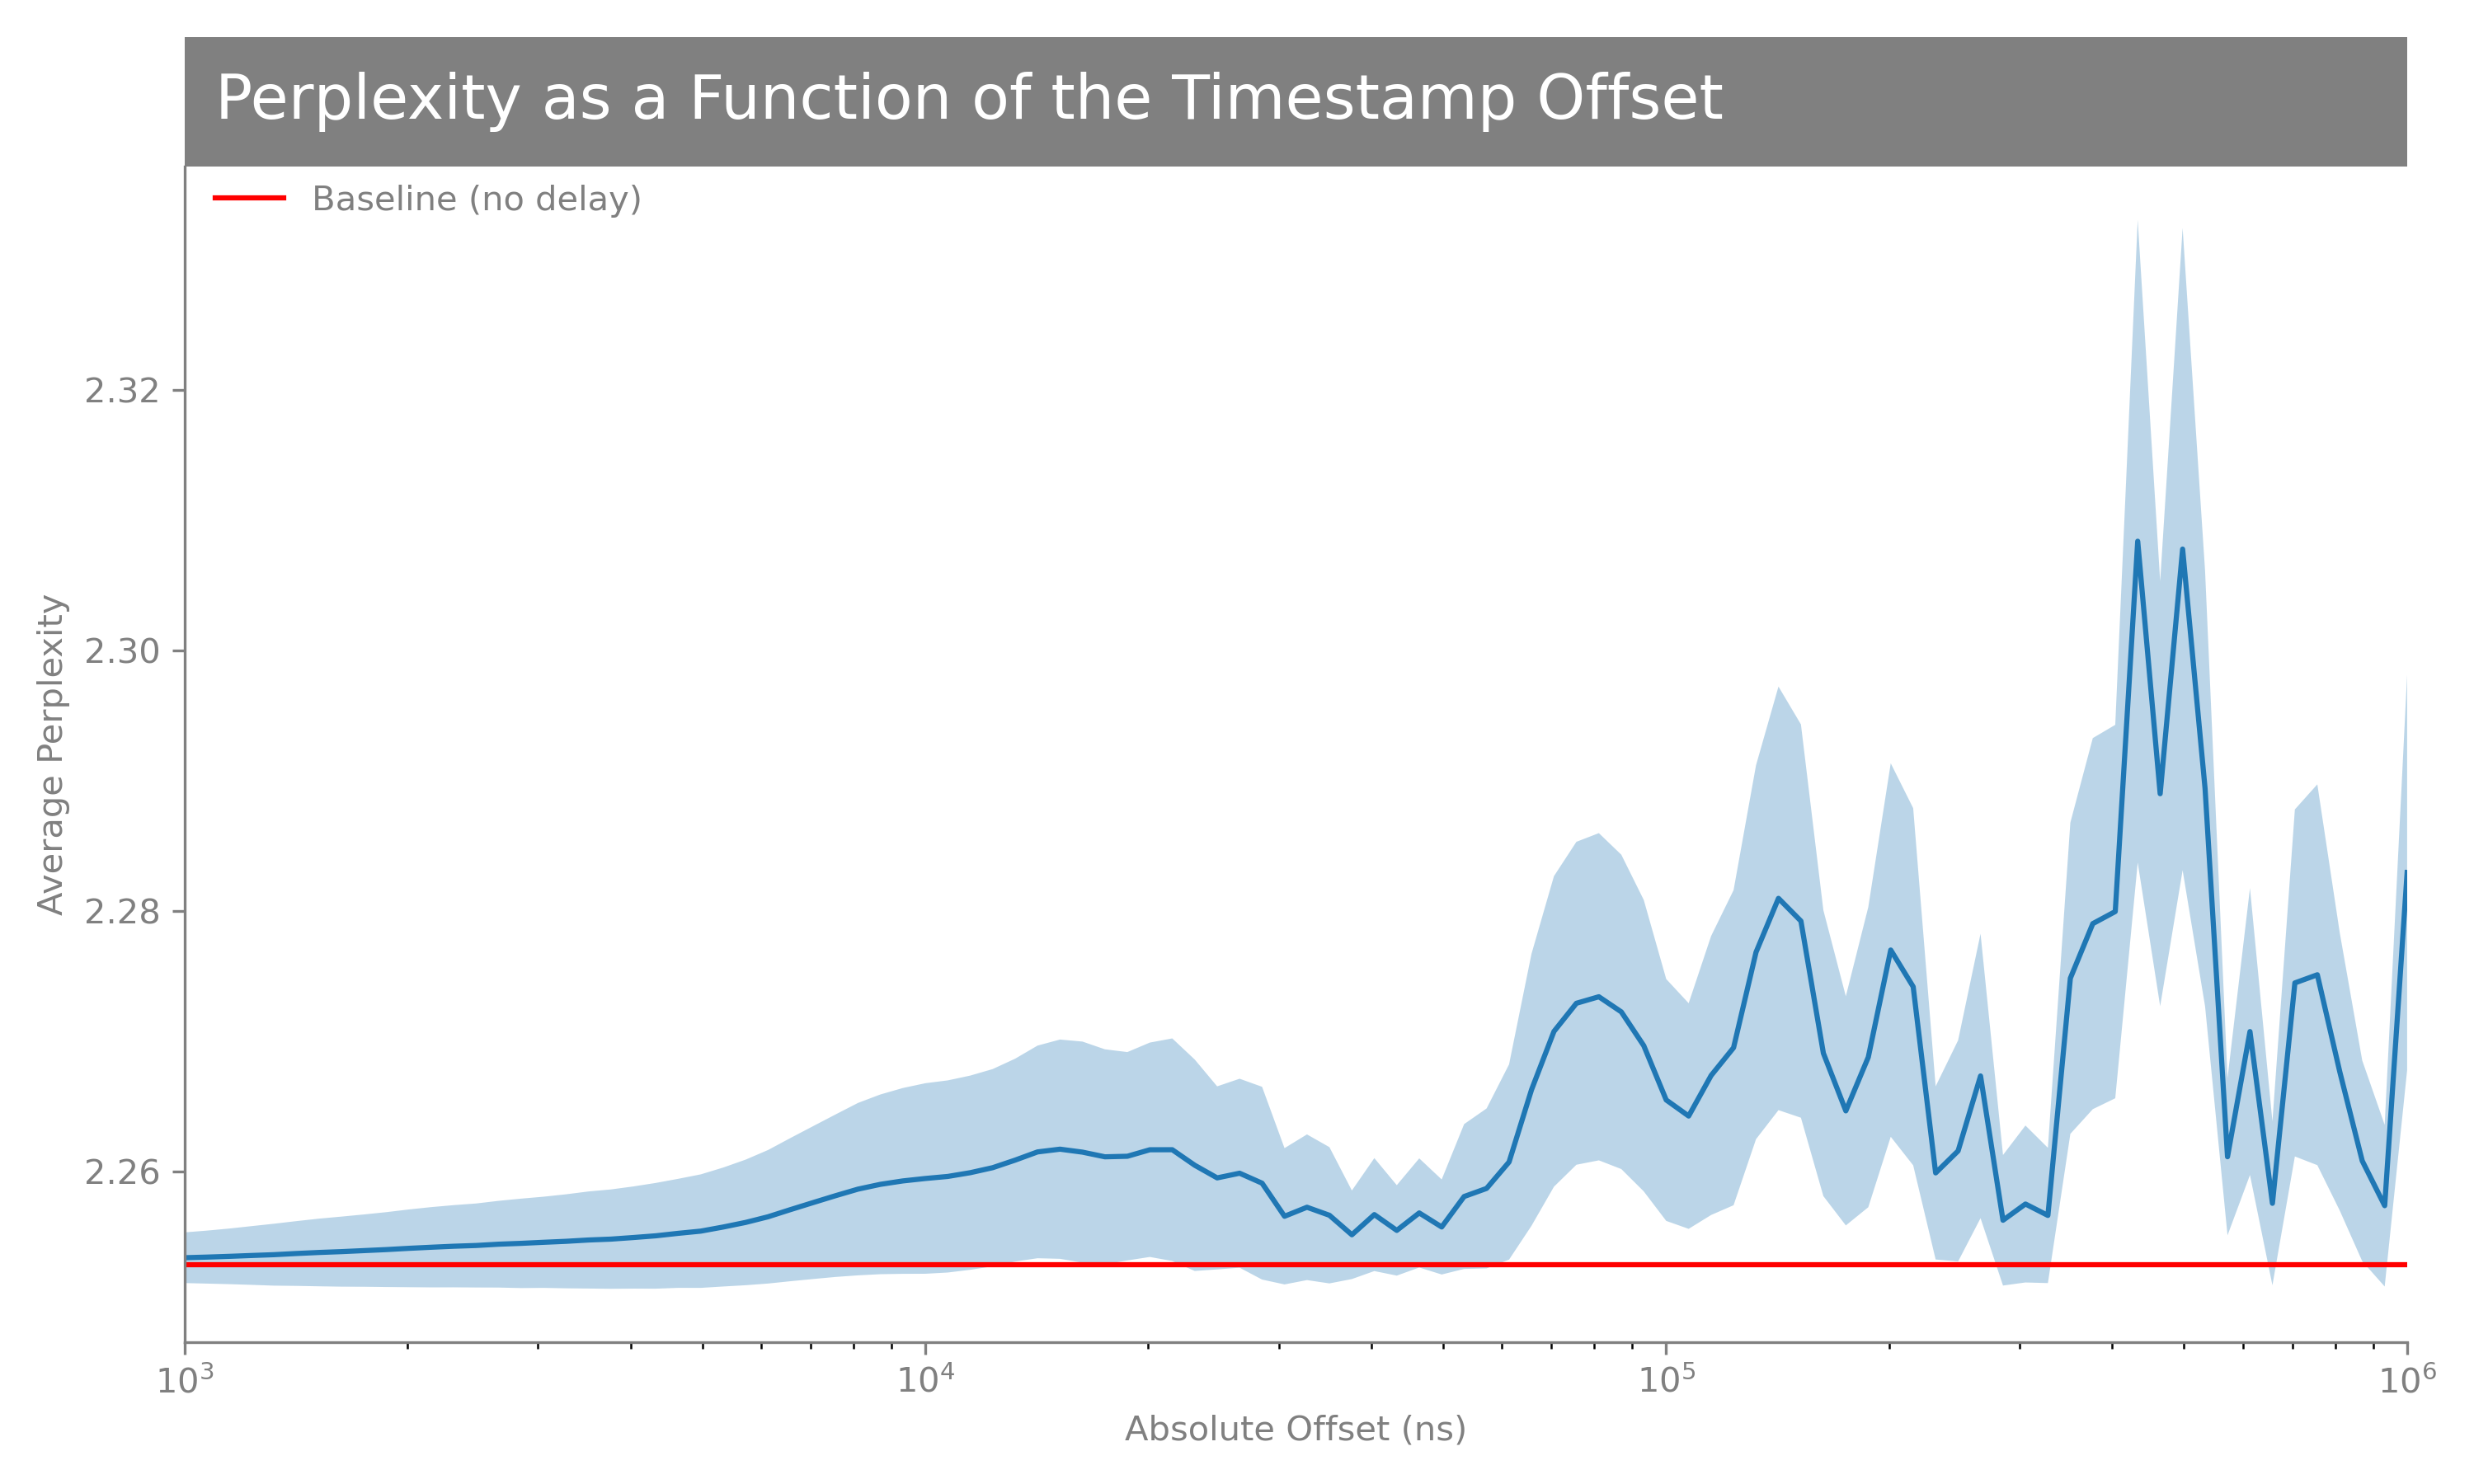 Perplexity as a Function of the Timestamp Offset
Baseline (no delay)
Average Perplexity
2.32
2.30
2.28
2.26
10³
10⁴
10⁵
10⁶
Absolute Offset (ns)